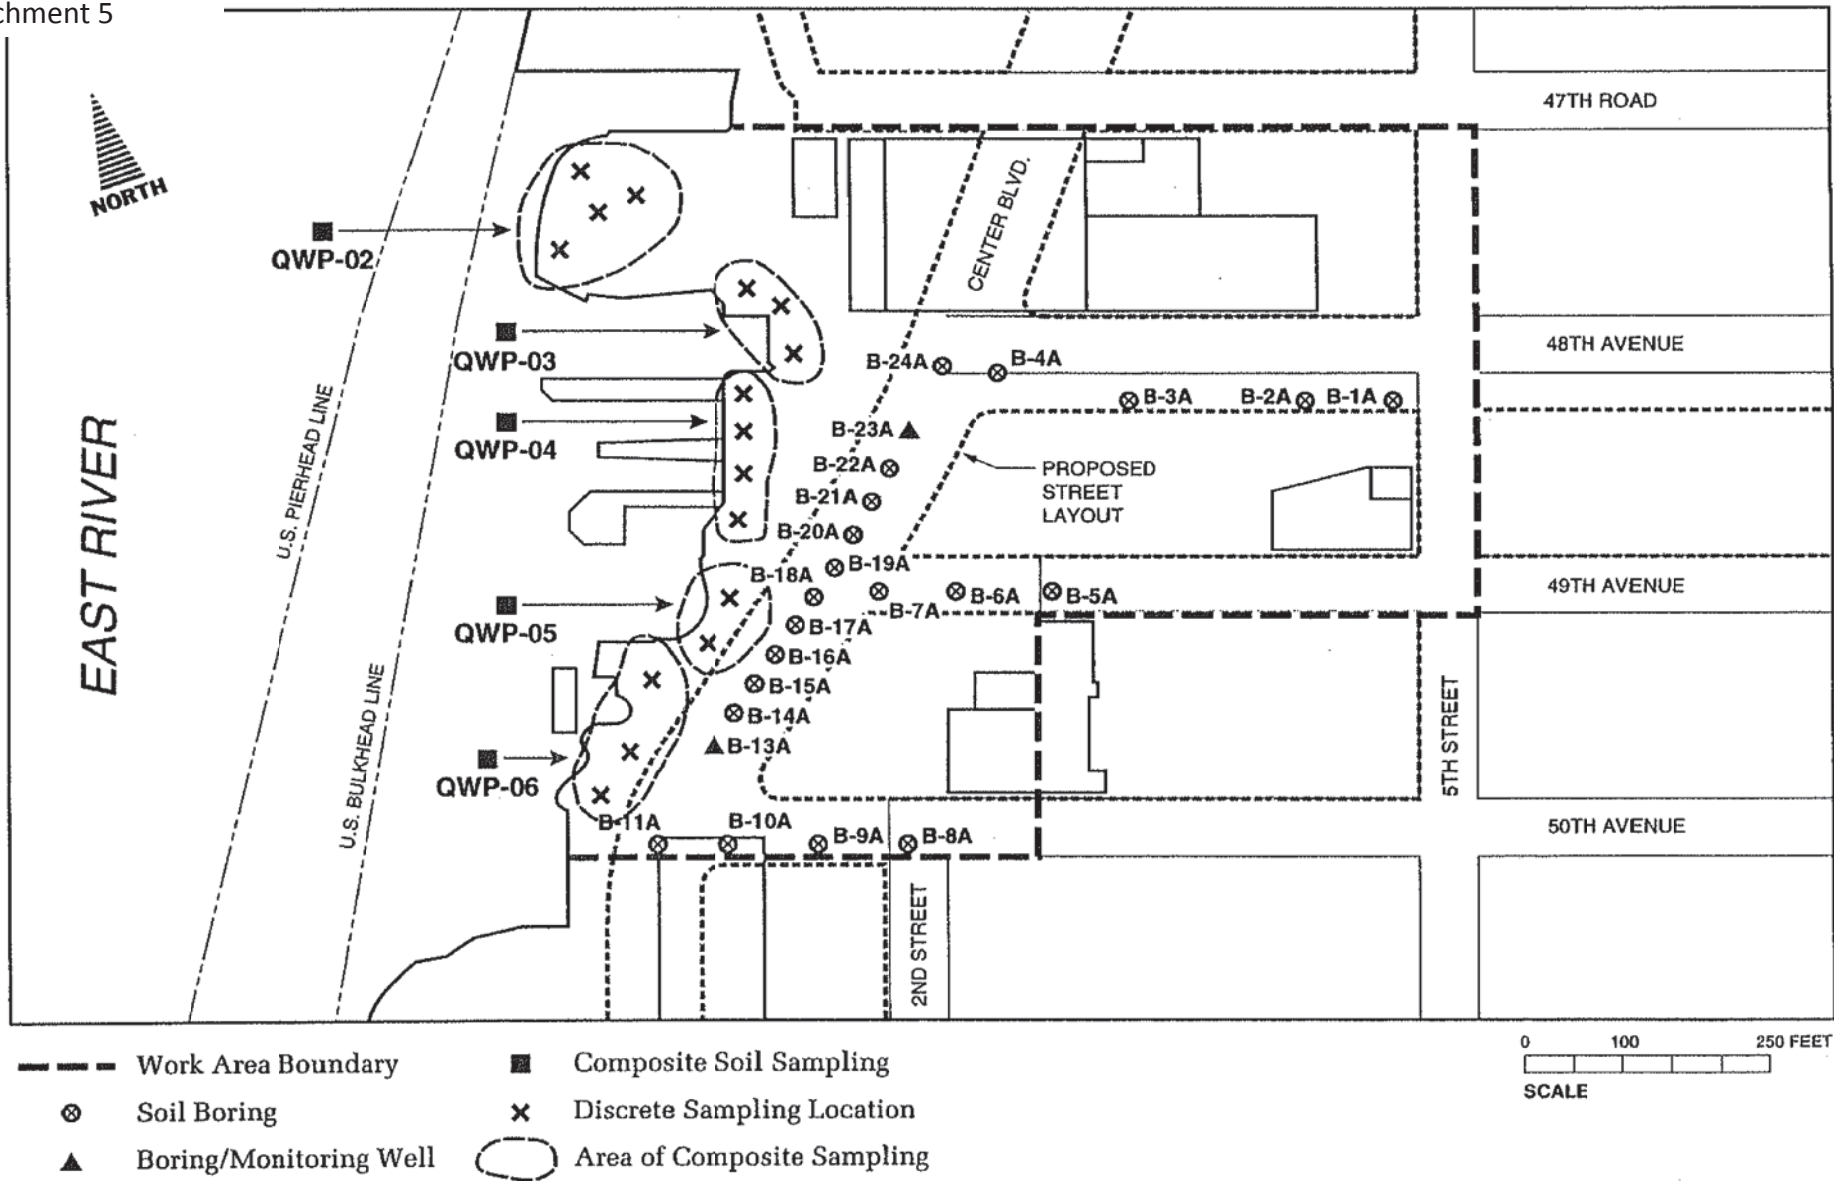 chment 5
47TH ROAD
NORTH
CENTER BLVD.
QWP-02
QWP-03
48TH AVENUE
B-24A
B-4A
B-3A
B-2A
B-1A
QWP-04
B-23A
B-22A
PROPOSED
STREET
LAYOUT
B-21A
B-20A
EAST RIVER
U.S. PIERHEAD LINE
B-19A
B-18A
B-7A
B-6A
B-5A
49TH AVENUE
QWP-05
B-17A
B-16A
B-15A
B-14A
B-13A
U.S. BULKHEAD LINE
5TH STREET
QWP-06
B-11A
B-10A
B-9A
B-8A
50TH AVENUE
2ND STREET
0 100 250 FEET
SCALE
Work Area Boundary
Composite Soil Sampling
Soil Boring
Discrete Sampling Location
Boring/Monitoring Well
Area of Composite Sampling